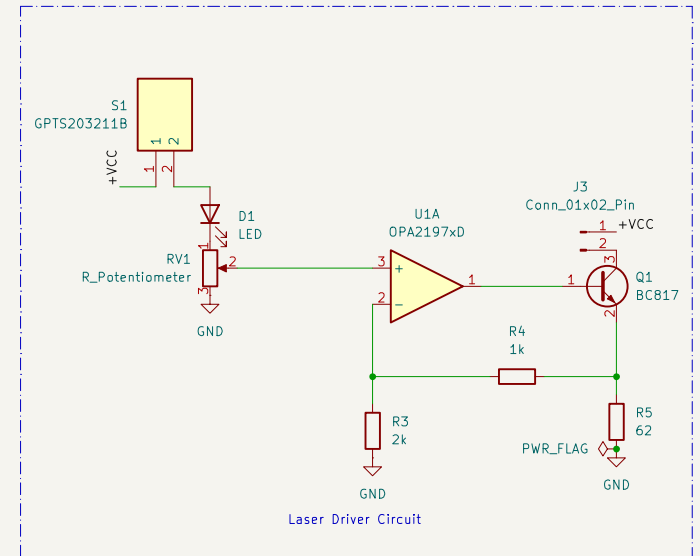 S1
GPTS203211B
1
2
1
2
+VCC
D1
LED
RV1
R_Potentiometer
1
2
3
GND
U1A
OPA2197xD
3
+
2
-
1
J3
Conn_01x02_Pin
1
+VCC
2
3
1
2
Q1
BC817
R4
1k
R3
2k
GND
R5
62
PWR_FLAG
GND
Laser Driver Circuit